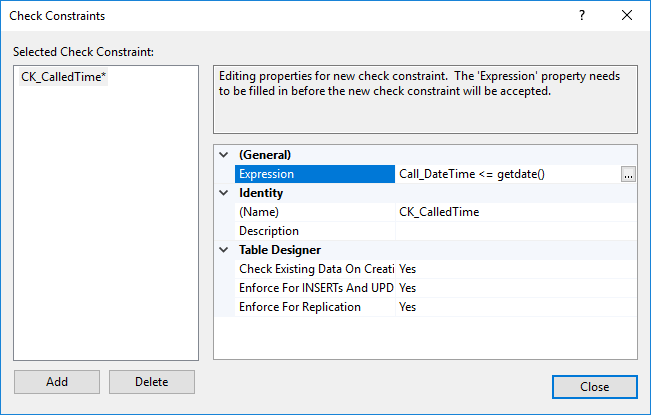 Check Constraints
?
Selected Check Constraint:
CK_CalledTime*
Editing properties for new check constraint.  The 'Expression' property needs
to be filled in before the new check constraint will be accepted.
(General)
Expression Call_DateTime <= getdate() ...
Identity
(Name) CK_CalledTime
Description
Table Designer
Check Existing Data On Creati Yes
Enforce For INSERTs And UPD Yes
Enforce For Replication Yes
Add Delete
Close